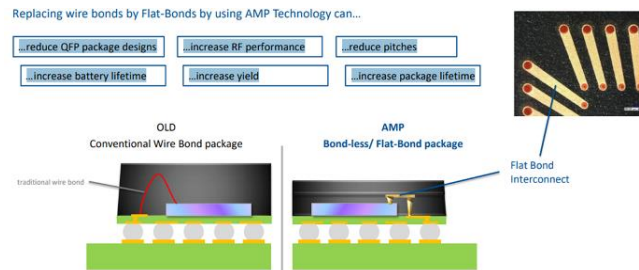 Replacing wire bonds by Flat-Bonds by using AMP Technology can…
…reduce QFP package designs
…increase RF performance
…reduce pitches
…increase battery lifetime
…increase yield
…increase package lifetime
OLD
Conventional Wire Bond package
AMP
Bond-less/ Flat-Bond package
traditional wire bond
Flat Bond
Interconnect